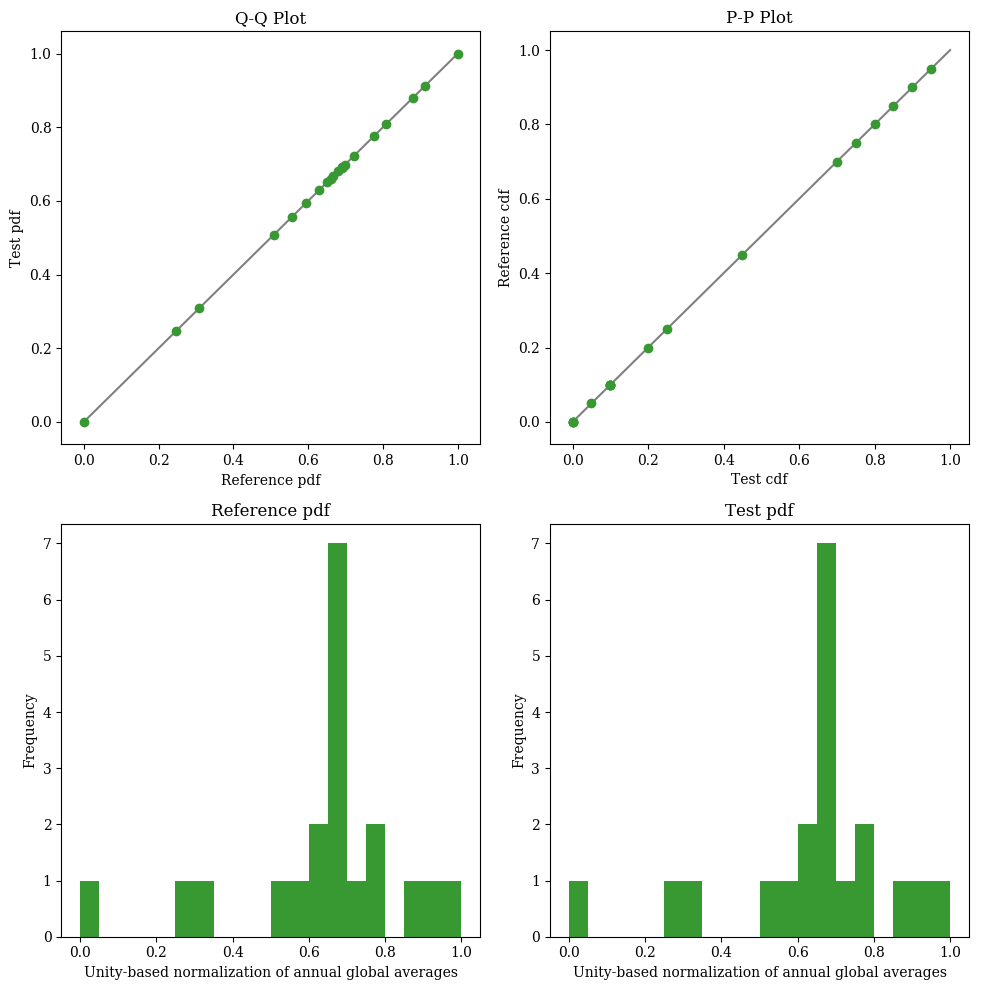 Q-Q Plot
P-P Plot
1.0
0.8
0.6
0.4
0.2
0.0
Test pdf
0.0 0.2 0.4 0.6 0.8 1.0
Reference pdf
1.0
0.8
0.6
0.4
0.2
0.0
Reference cdf
0.0 0.2 0.4 0.6 0.8 1.0
Test cdf
Reference pdf
7
6
5
4
3
2
1
0
Frequency
0.0 0.2 0.4 0.6 0.8 1.0
Unity-based normalization of annual global averages
Test pdf
7
6
5
4
3
2
1
0
Frequency
0.0 0.2 0.4 0.6 0.8 1.0
Unity-based normalization of annual global averages